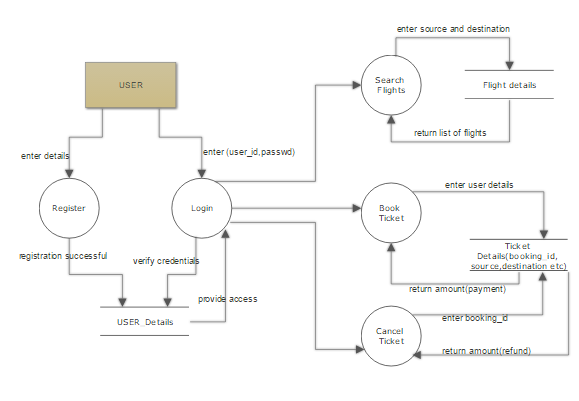 enter source and destination
USER
Search
Flights
Flight details
return list of flights
enter details
enter (user_id,passwd)
enter user details
Register
Login
Book
Ticket
Ticket
Details(booking_id,
source,destination etc)
registration successful
verify credentials
return amount(payment)
provide access
enter booking_id
USER_Details
Cancel
Ticket
return amount(refund)